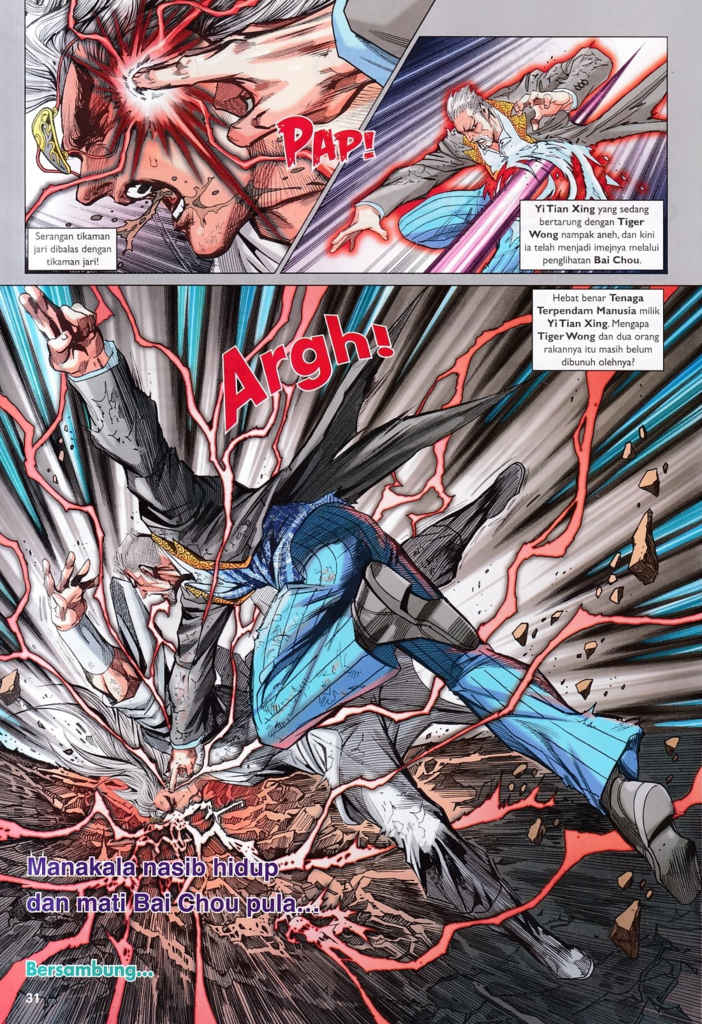 PAP!
Serangan tikaman
jari dibalas dengan
tikaman jari!
Yi Tian Xing yang sedang
bertarung dengan Tiger
Wong nampak aneh, dan kini
ia telah menjadi imejnya melalui
penglihatan Bai Chou.
Argh!
Hebat benar Tenaga
Terpendam Manusia milik
Yi Tian Xing. Mengapa
Tiger Wong dan dua orang
rakannya itu masih belum
dibunuh olehnya?
Manakala nasib hidup
dan mati Bai Chou pula...
Bersambung...
31